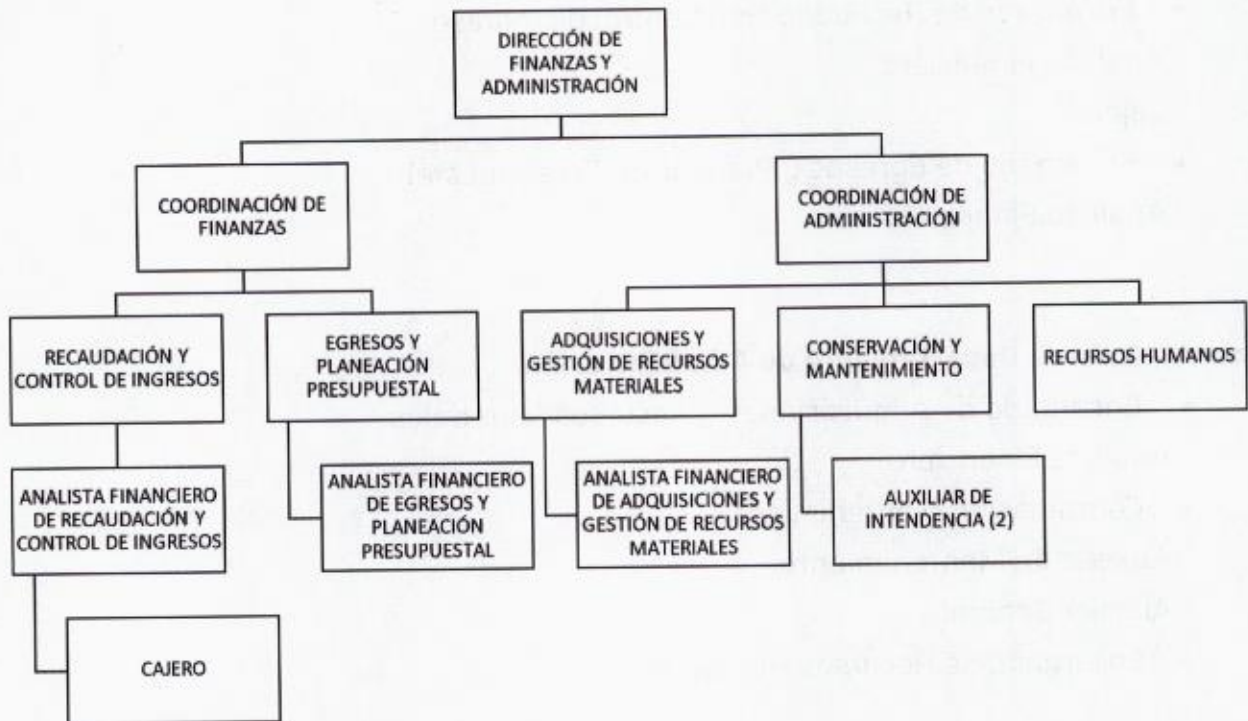 DIRECCIÓN DE
FINANZAS Y
ADMINISTRACIÓN
COORDINACIÓN DE
FINANZAS
COORDINACIÓN DE
ADMINISTRACIÓN
RECAUDACIÓN Y
CONTROL DE INGRESOS
EGRESOS Y
PLANEACIÓN
PRESUPUESTAL
ADQUISICIONES Y
GESTIÓN DE RECURSOS
MATERIALES
CONSERVACIÓN Y
MANTENIMIENTO
RECURSOS HUMANOS
ANALISTA FINANCIERO
DE RECAUDACIÓN Y
CONTROL DE INGRESOS
ANALISTA FINANCIERO
DE EGRESOS Y
PLANEACIÓN
PRESUPUESTAL
ANALISTA FINANCIERO
DE ADQUISICIONES Y
GESTIÓN DE RECURSOS
MATERIALES
AUXILIAR DE
INTENDENCIA (2)
CAJERO